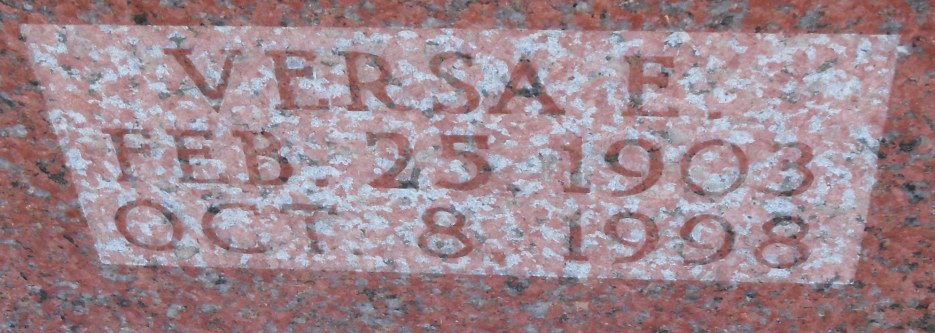 VERSA E.
FEB. 25 1903
OCT. 8 1998